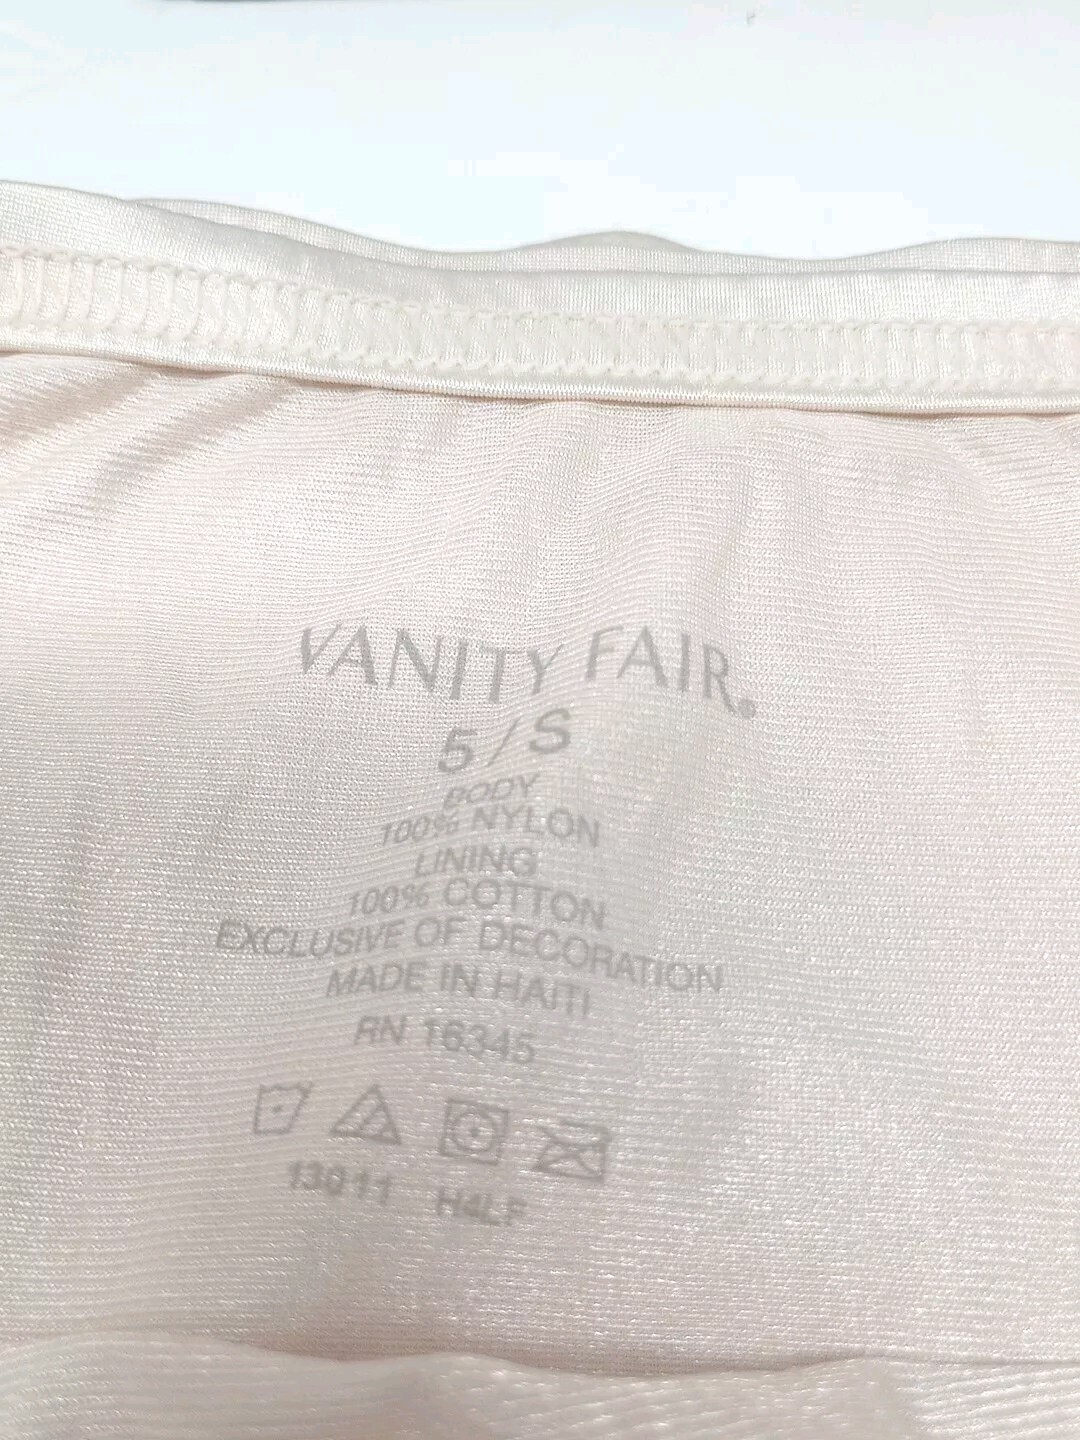 VANITY FAIR®
5/S
BODY
100% NYLON
LINING
100% COTTON
EXCLUSIVE OF DECORATION
MADE IN HAITI
RN 16345
13011 H4LF